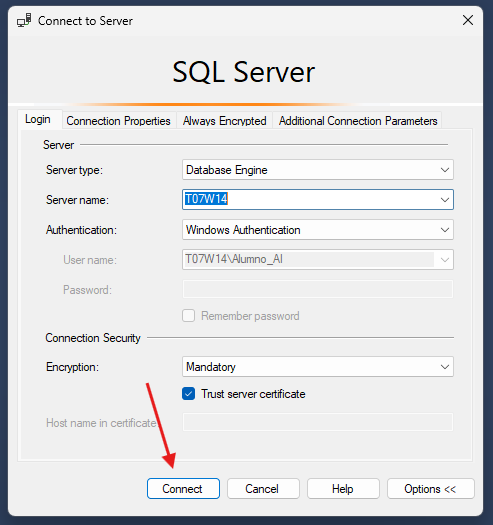 Connect to Server
SQL Server
Login Connection Properties Always Encrypted Additional Connection Parameters
Server
Server type: Database Engine
Server name: T07W14
Authentication: Windows Authentication
User name: T07W14\Alumno_AI
Password:
Remember password
Connection Security
Encryption: Mandatory
Trust server certificate
Host name in certificate
Connect Cancel Help Options <<